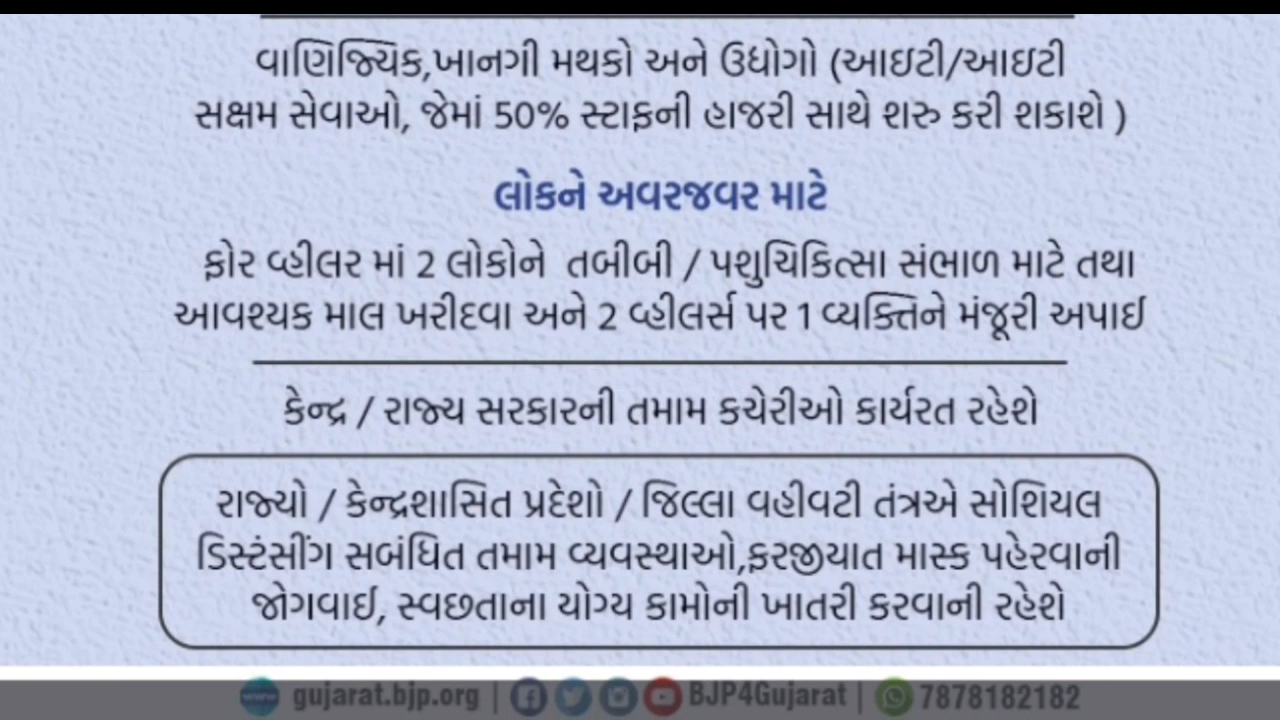 વાણિજ્યિક,ખાનગી મથકો અને ઉદ્યોગો (આઇટી/આઇટી
સક્ષમ સેવાઓ, જેમાં 50% સ્ટાફની હાજરી સાથે શરુ કરી શકાશે )
લોકને અવરજવર માટે
ફોર વ્હીલર માં 2 લોકોને તબીબી / પશુચિકિત્સા સંભાળ માટે તથા
આવશ્યક માલ ખરીદવા અને 2 વ્હીલર્સ પર 1 વ્યક્તિને મંજૂરી અપાઈ
કેન્દ્ર / રાજ્ય સરકારની તમામ કચેરીઓ કાર્યરત રહેશે
રાજ્યો / કેન્દ્રશાસિત પ્રદેશો / જિલ્લા વહીવટી તંત્રએ સોશિયલ
ડિસ્ટંસીંગ સબંધિત તમામ વ્યવસ્થાઓ,ફરજીયાત માસ્ક પહેરવાની
જોગવાઈ, સ્વછતાના યોગ્ય કામોની ખાતરી કરવાની રહેશે
www gujarat.bjp.org | BJP4Gujarat | 7878182182